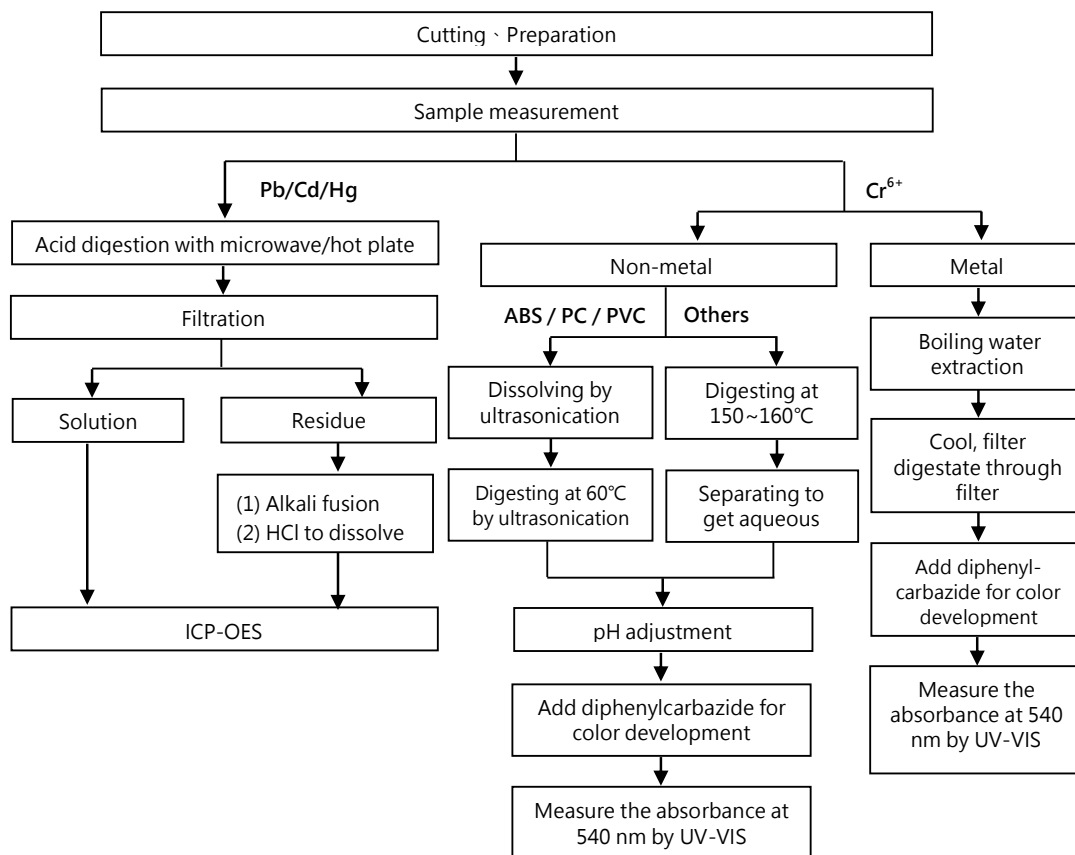 Cutting、Preparation
Sample measurement
Pb/Cd/Hg
Cr⁶⁺
Acid digestion with microwave/hot plate
Filtration
Solution
Residue
(1) Alkali fusion
(2) HCl to dissolve
ICP-OES
Non-metal
ABS / PC / PVC
Others
Dissolving by
ultrasonication
Digesting at 60℃
by ultrasonication
Digesting at
150~160℃
Separating to
get aqueous
pH adjustment
Add diphenylcarbazide for
color development
Measure the absorbance at
540 nm by UV-VIS
Metal
Boiling water
extraction
Cool, filter
digestate through
filter
Add diphenyl-
carbazide for color
development
Measure the
absorbance at 540
nm by UV-VIS